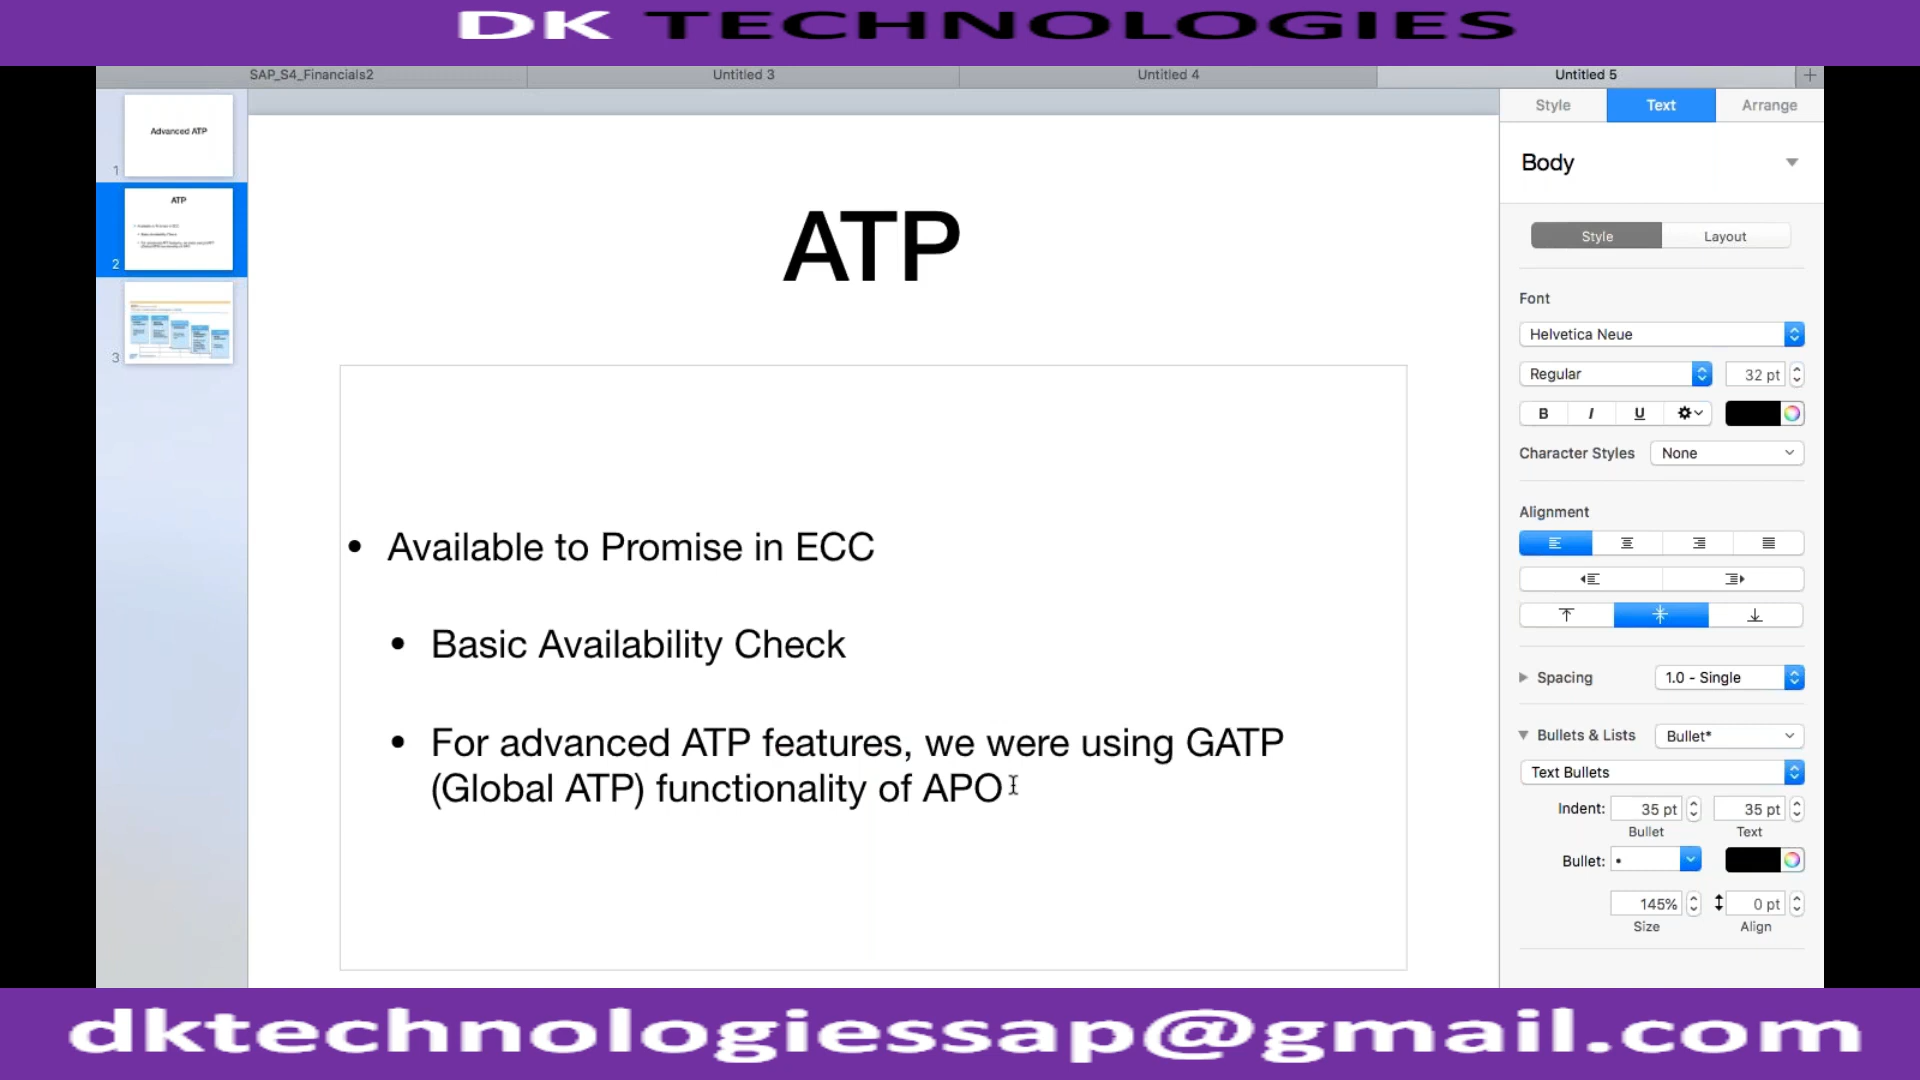 DK TECHNOLOGIES
SAP_S4_Financials2
Untitled 3
Untitled 4
Untitled 5
+
Style
Text
Arrange
Advanced ATP
1
ATP
2
3
Body
Style
Layout
Font
Helvetica Neue
Regular
32 pt
B
I
U
Character Styles
None
Alignment
Spacing
1.0 - Single
Bullets & Lists
Bullet*
Text Bullets
Indent:
35 pt
35 pt
Bullet
Text
Bullet:
•
145%
0 pt
Size
Align
ATP
• Available to Promise in ECC
• Basic Availability Check
• For advanced ATP features, we were using GATP
(Global ATP) functionality of APO
dktechnologiessap@gmail.com